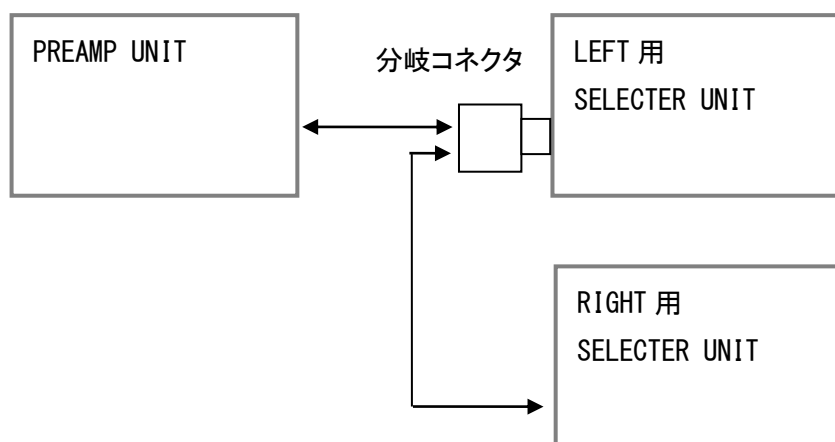 PREAMP UNIT
分岐コネクタ
LEFT 用
SELECTER UNIT
RIGHT 用
SELECTER UNIT